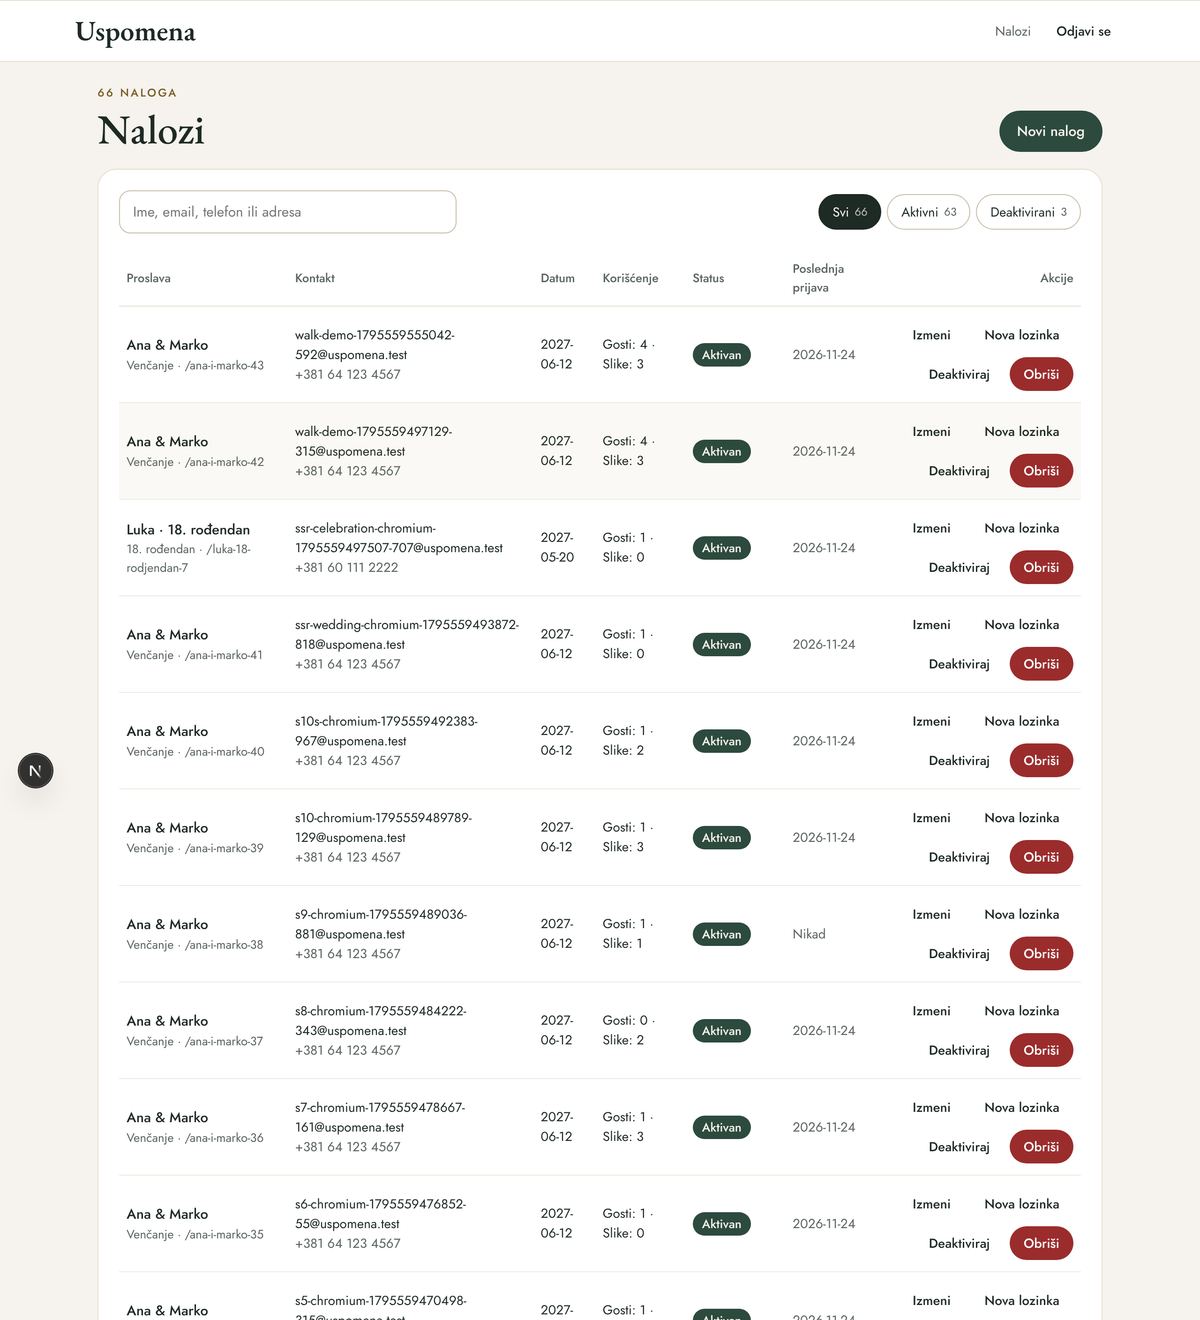 Uspomena
Nalozi
Odjavi se
66 NALOGA
Nalozi
Novi nalog
Ime, email, telefon ili adresa
Svi 66
Aktivni 63
Deaktivirani 3
Proslava
Kontakt
Datum
Korišćenje
Status
Poslednja
prijava
Akcije
Ana & Marko
Venčanje · /ana-i-marko-43
walk-demo-1795559555042-
592@uspomena.test
+381 64 123 4567
2027-
06-12
Gosti: 4 ·
Slike: 3
Aktivan
2026-11-24
Izmeni
Nova lozinka
Deaktiviraj
Obriši
Ana & Marko
Venčanje · /ana-i-marko-42
walk-demo-1795559497129-
315@uspomena.test
+381 64 123 4567
2027-
06-12
Gosti: 4 ·
Slike: 3
Aktivan
2026-11-24
Izmeni
Nova lozinka
Deaktiviraj
Obriši
Luka · 18. rođendan
18. rođendan · /luka-18-
rodjendan-7
ssr-celebration-chromium-
1795559497507-707@uspomena.test
+381 60 111 2222
2027-
05-20
Gosti: 1 ·
Slike: 0
Aktivan
2026-11-24
Izmeni
Nova lozinka
Deaktiviraj
Obriši
Ana & Marko
Venčanje · /ana-i-marko-41
ssr-wedding-chromium-1795559493872-
818@uspomena.test
+381 64 123 4567
2027-
06-12
Gosti: 1 ·
Slike: 0
Aktivan
2026-11-24
Izmeni
Nova lozinka
Deaktiviraj
Obriši
Ana & Marko
Venčanje · /ana-i-marko-40
s10s-chromium-1795559492383-
967@uspomena.test
+381 64 123 4567
2027-
06-12
Gosti: 1 ·
Slike: 2
Aktivan
2026-11-24
Izmeni
Nova lozinka
Deaktiviraj
Obriši
Ana & Marko
Venčanje · /ana-i-marko-39
s10-chromium-1795559489789-
129@uspomena.test
+381 64 123 4567
2027-
06-12
Gosti: 1 ·
Slike: 3
Aktivan
2026-11-24
Izmeni
Nova lozinka
Deaktiviraj
Obriši
Ana & Marko
Venčanje · /ana-i-marko-38
s9-chromium-1795559489036-
881@uspomena.test
+381 64 123 4567
2027-
06-12
Gosti: 1 ·
Slike: 1
Aktivan
Nikad
Izmeni
Nova lozinka
Deaktiviraj
Obriši
Ana & Marko
Venčanje · /ana-i-marko-37
s8-chromium-1795559484222-
343@uspomena.test
+381 64 123 4567
2027-
06-12
Gosti: 0 ·
Slike: 2
Aktivan
2026-11-24
Izmeni
Nova lozinka
Deaktiviraj
Obriši
Ana & Marko
Venčanje · /ana-i-marko-36
s7-chromium-1795559478667-
161@uspomena.test
+381 64 123 4567
2027-
06-12
Gosti: 1 ·
Slike: 3
Aktivan
2026-11-24
Izmeni
Nova lozinka
Deaktiviraj
Obriši
Ana & Marko
Venčanje · /ana-i-marko-35
s6-chromium-1795559476852-
55@uspomena.test
+381 64 123 4567
2027-
06-12
Gosti: 1 ·
Slike: 0
Aktivan
2026-11-24
Izmeni
Nova lozinka
Deaktiviraj
Obriši
Ana & Marko
s5-chromium-1795559470498-
2027-
Gosti: 1 ·
Izmeni
Nova lozinka
N